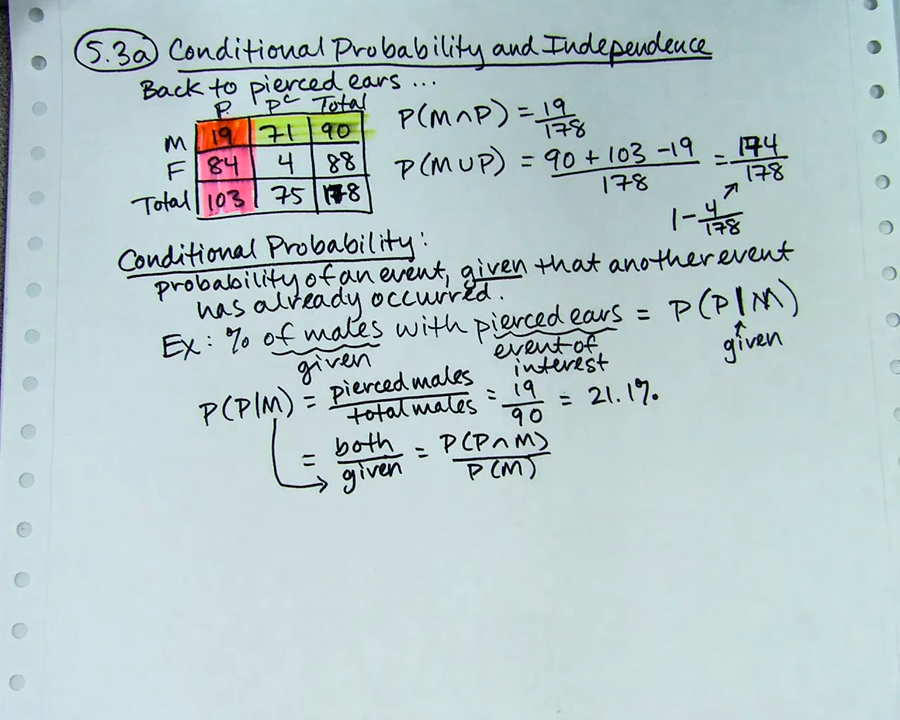 5.3a Conditional Probability and Independence
Back to pierced ears ...
P Pᶜ Total
M 19 71 90
F 84 4 88
Total 103 75 178
P(M∩P) = 19/178
P(M∪P) = 90+103-19/178 = 174/178
1 - 4/178
Conditional Probability:
probability of an event, given that another event
has already occurred.
Ex: % of males with pierced ears = P(P|M)
given event of interest given
P(P|M) = pierced males/total males = 19/90 = 21.1%
= both/given = P(P∩M)/P(M)